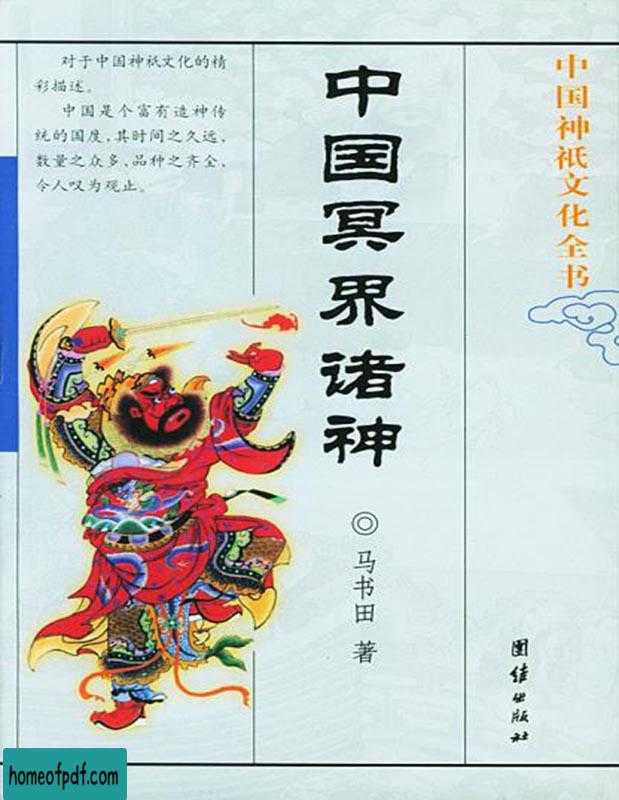 对于中国神祇文化的精
彩描述。
中国是个富有造神传
统的国度,其时间之久远,
数量之众多,品种之齐全,
令人叹为观止。
中国冥界诸神
◎马书田 著
中国神祇文化全书
团结出版社
homeofpdf.com